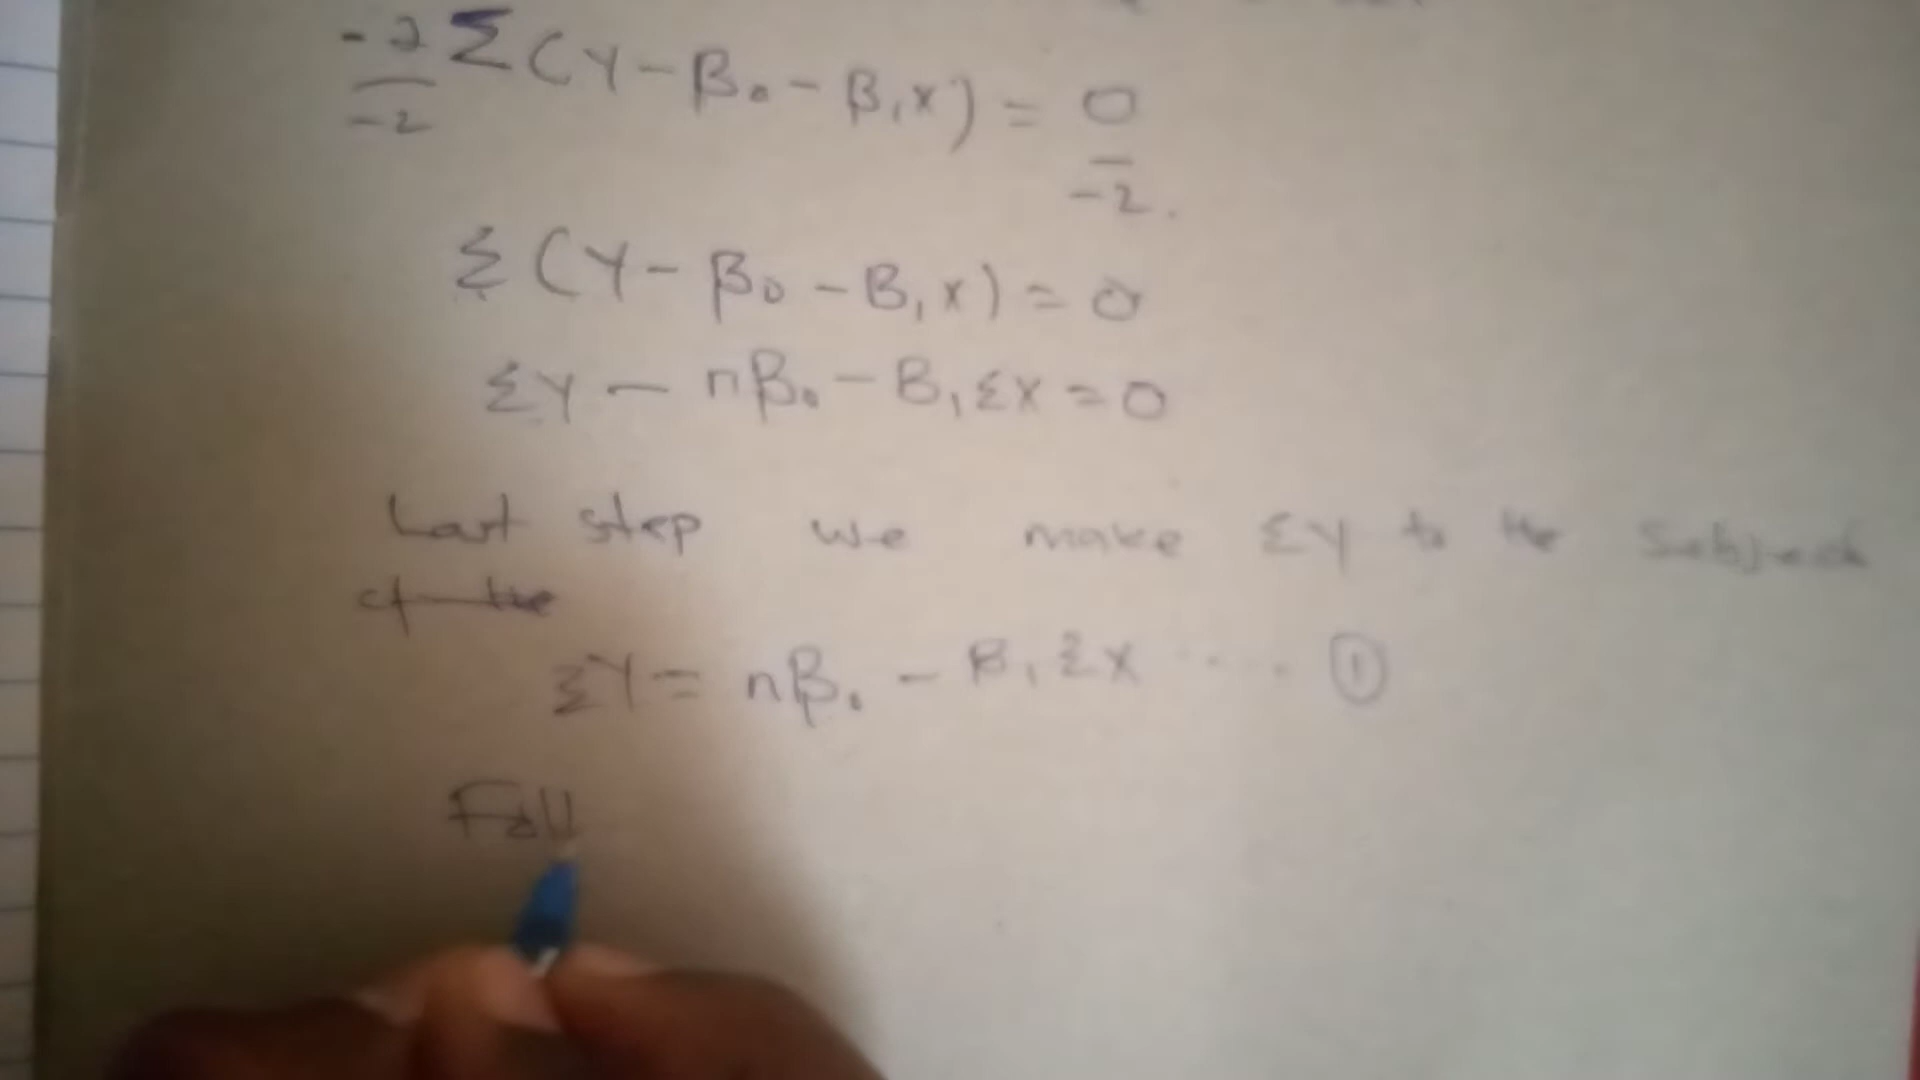 -2 Σ(Y - β₀ - β₁x) = 0
-2 -2.
Σ(Y - β₀ - B₁x) = 0
ΣY - nβ₀ - B₁Σx = 0
Last step we make ΣY to the subject
of the
ΣY = nβ₀ - B₁Σx ..... ①
Foll